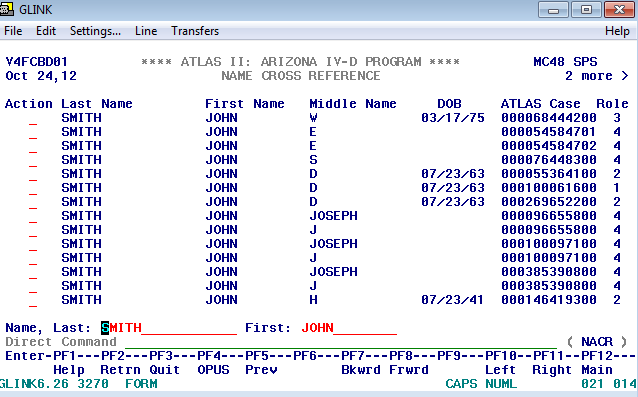 GLINK
File Edit Settings... Line Transfers Help
V4FCBD01 **** ATLAS II: ARIZONA IV-D PROGRAM **** MC48 SPS
Oct 24,12 NAME CROSS REFERENCE 2 more >
Action Last Name First Name Middle Name DOB ATLAS Case Role
_ SMITH JOHN W 03/17/75 000068444200 3
_ SMITH JOHN E 000054584701 4
_ SMITH JOHN E 000054584702 4
_ SMITH JOHN S 000076448300 4
_ SMITH JOHN D 07/23/63 000055364100 2
_ SMITH JOHN D 07/23/63 000100061600 1
_ SMITH JOHN D 07/23/63 000269652200 2
_ SMITH JOHN JOSEPH 000096655800 4
_ SMITH JOHN J 000096655800 4
_ SMITH JOHN JOSEPH 000100097100 4
_ SMITH JOHN J 000100097100 4
_ SMITH JOHN JOSEPH 000385390800 4
_ SMITH JOHN J 000385390800 4
_ SMITH JOHN H 07/23/41 000146419300 2
Name, Last: SMITH_______________ First: JOHN________
Direct Command ( NACR )
Enter-PF1---PF2---PF3---PF4---PF5---PF6---PF7---PF8---PF9---PF10--PF11--PF12---
Help Retrn Quit OPUS Prev Bkwrd Frwrd Left Right Main
GLINK6.26 3270 FORM CAPS NUML 021 014